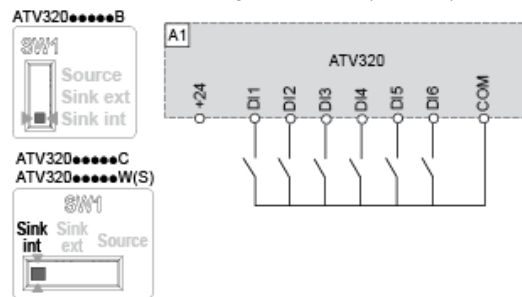 ATV320●●●●●B
SW1
Source
Sink ext
Sink int
A1
ATV320
+24
DI1
DI2
DI3
DI4
DI5
DI6
COM
ATV320●●●●●C
ATV320●●●●●W(S)
SW1
Sink int
Sink ext
Source